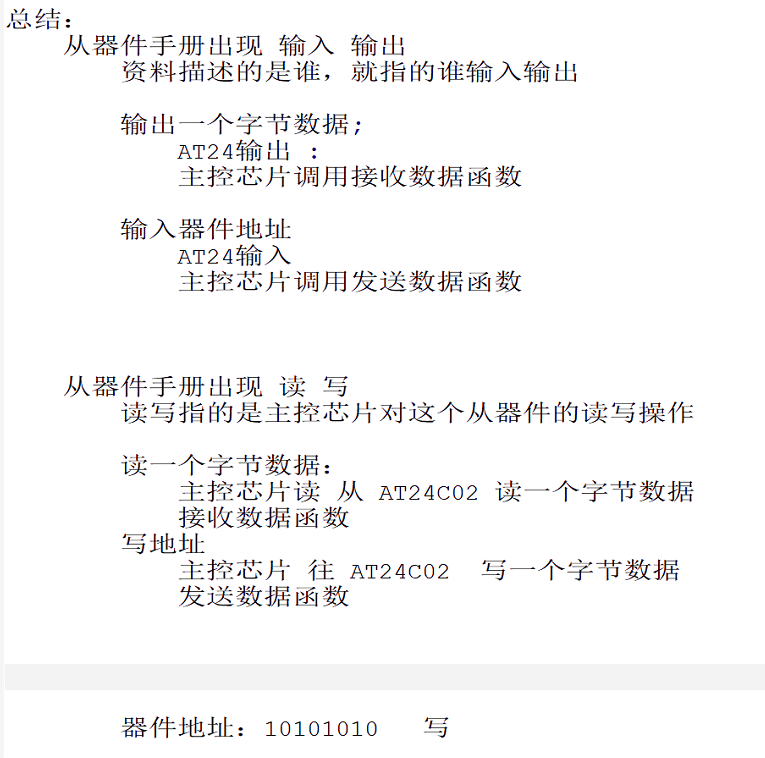 总结:
从器件手册出现 输入 输出
资料描述的是谁，就指的谁输入输出
输出一个字节数据;
AT24输出 :
主控芯片调用接收数据函数
输入器件地址
AT24输入
主控芯片调用发送数据函数
从器件手册出现 读 写
读写指的是主控芯片对这个从器件的读写操作
读一个字节数据:
主控芯片读 从 AT24C02 读一个字节数据
接收数据函数
写地址
主控芯片 往 AT24C02 写一个字节数据
发送数据函数
器件地址: 10101010 写